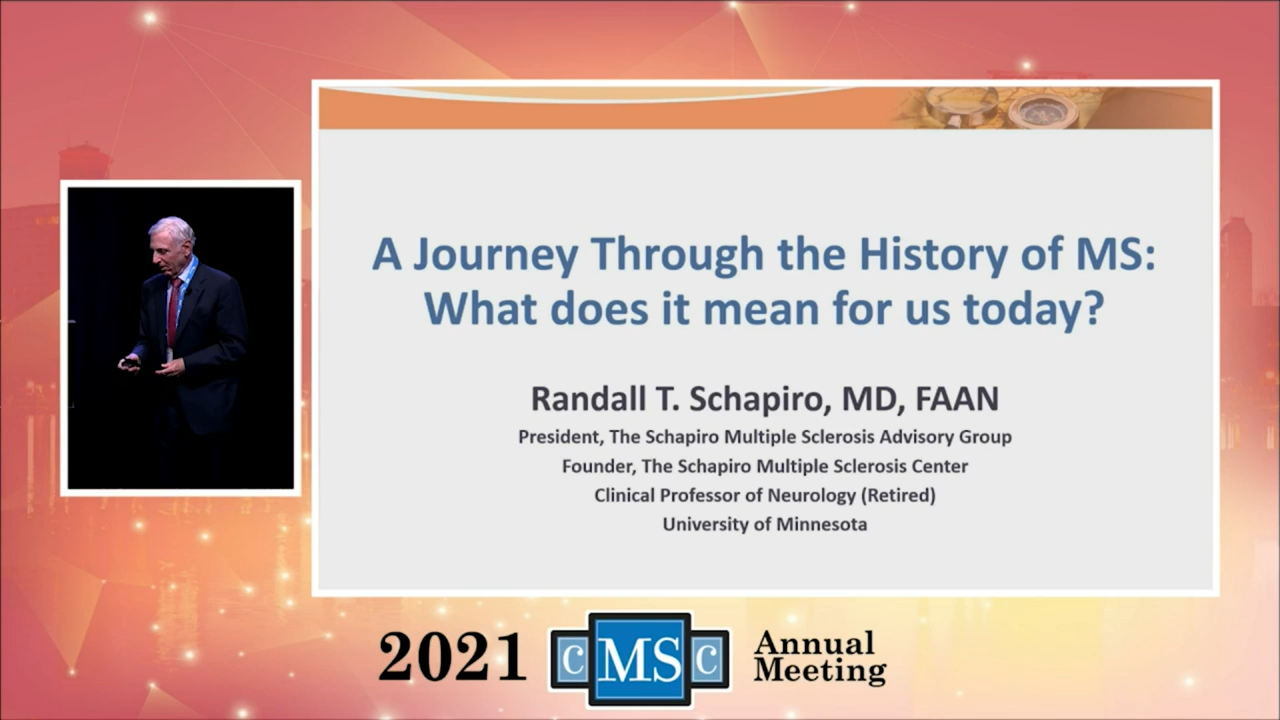 A Journey Through the History of MS:
What does it mean for us today?
Randall T. Schapiro, MD, FAAN
President, The Schapiro Multiple Sclerosis Advisory Group
Founder, The Schapiro Multiple Sclerosis Center
Clinical Professor of Neurology (Retired)
University of Minnesota
2021 CMSC Annual
Meeting